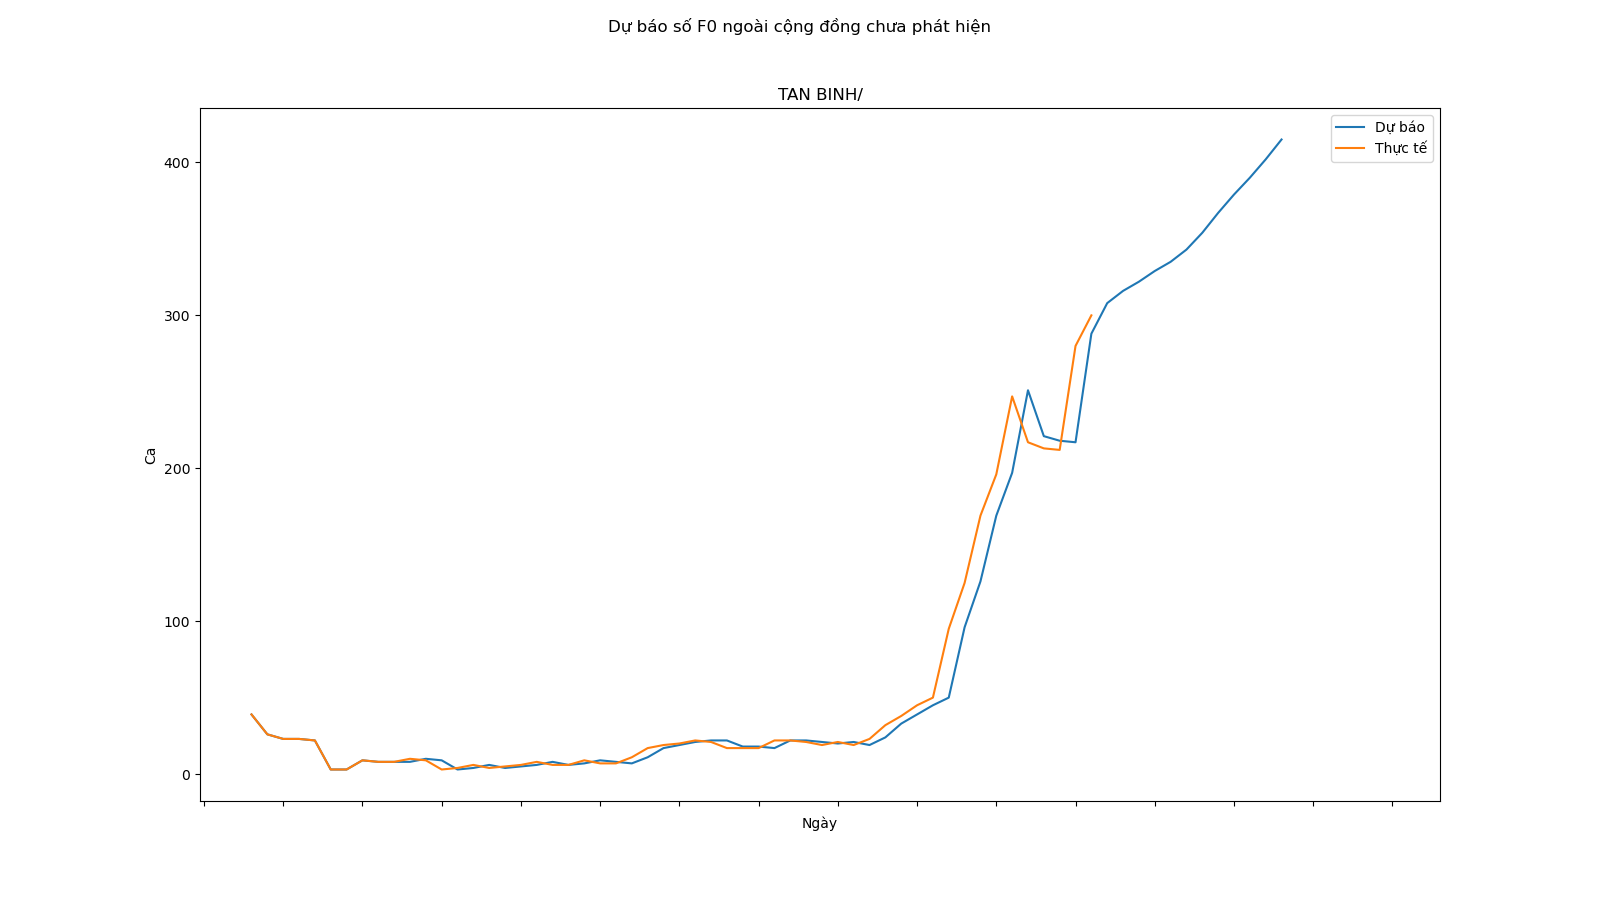 Dự báo số F0 ngoài cộng đồng chưa phát hiện
TAN BINH/
Dự báo
Thực tế
400
300
200
100
0
Ca
Ngày